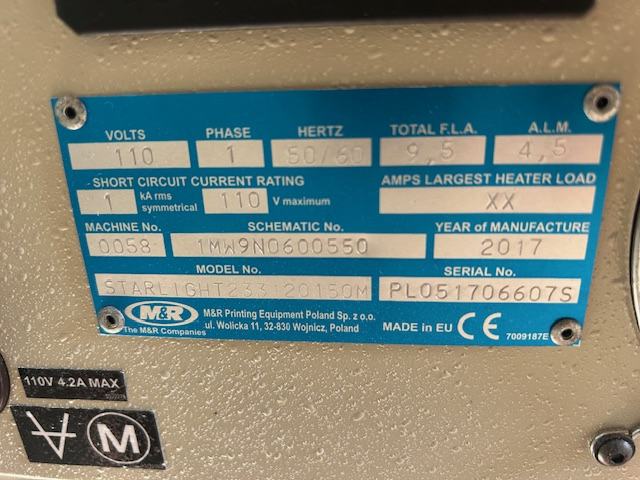 VOLTS PHASE HERTZ TOTAL F.L.A. A.L.M.
110 1 50/60 9,5 4,5
SHORT CIRCUIT CURRENT RATING AMPS LARGEST HEATER LOAD
1 kA rms symmetrical 110 V maximum XX
MACHINE No. SCHEMATIC No. YEAR of MANUFACTURE
0058 1MW9N0600550 2017
MODEL No. SERIAL No.
STARLIGHT233120150M PL051706607S
M&R M&R Printing Equipment Poland Sp. z o.o.
The M&R Companies ul. Wolicka 11, 32-830 Wojnicz, Poland MADE in EU CE 7009187E
110V 4.2A MAX
M